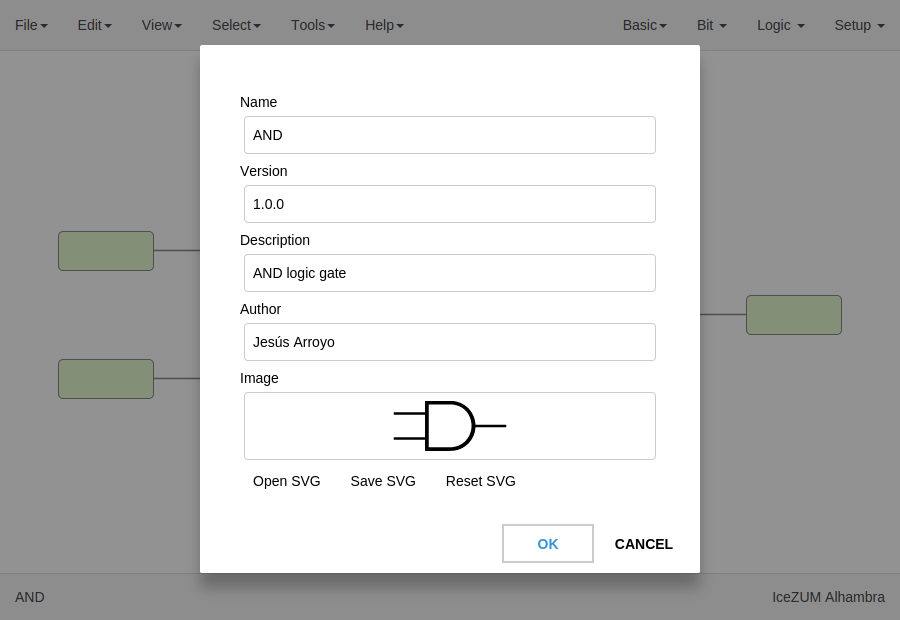 File Edit View Select Tools Help Basic Bit Logic Setup
Name
AND
Version
1.0.0
Description
AND logic gate
Author
Jesús Arroyo
Image
Open SVG Save SVG Reset SVG
OK CANCEL
AND IceZUM Alhambra